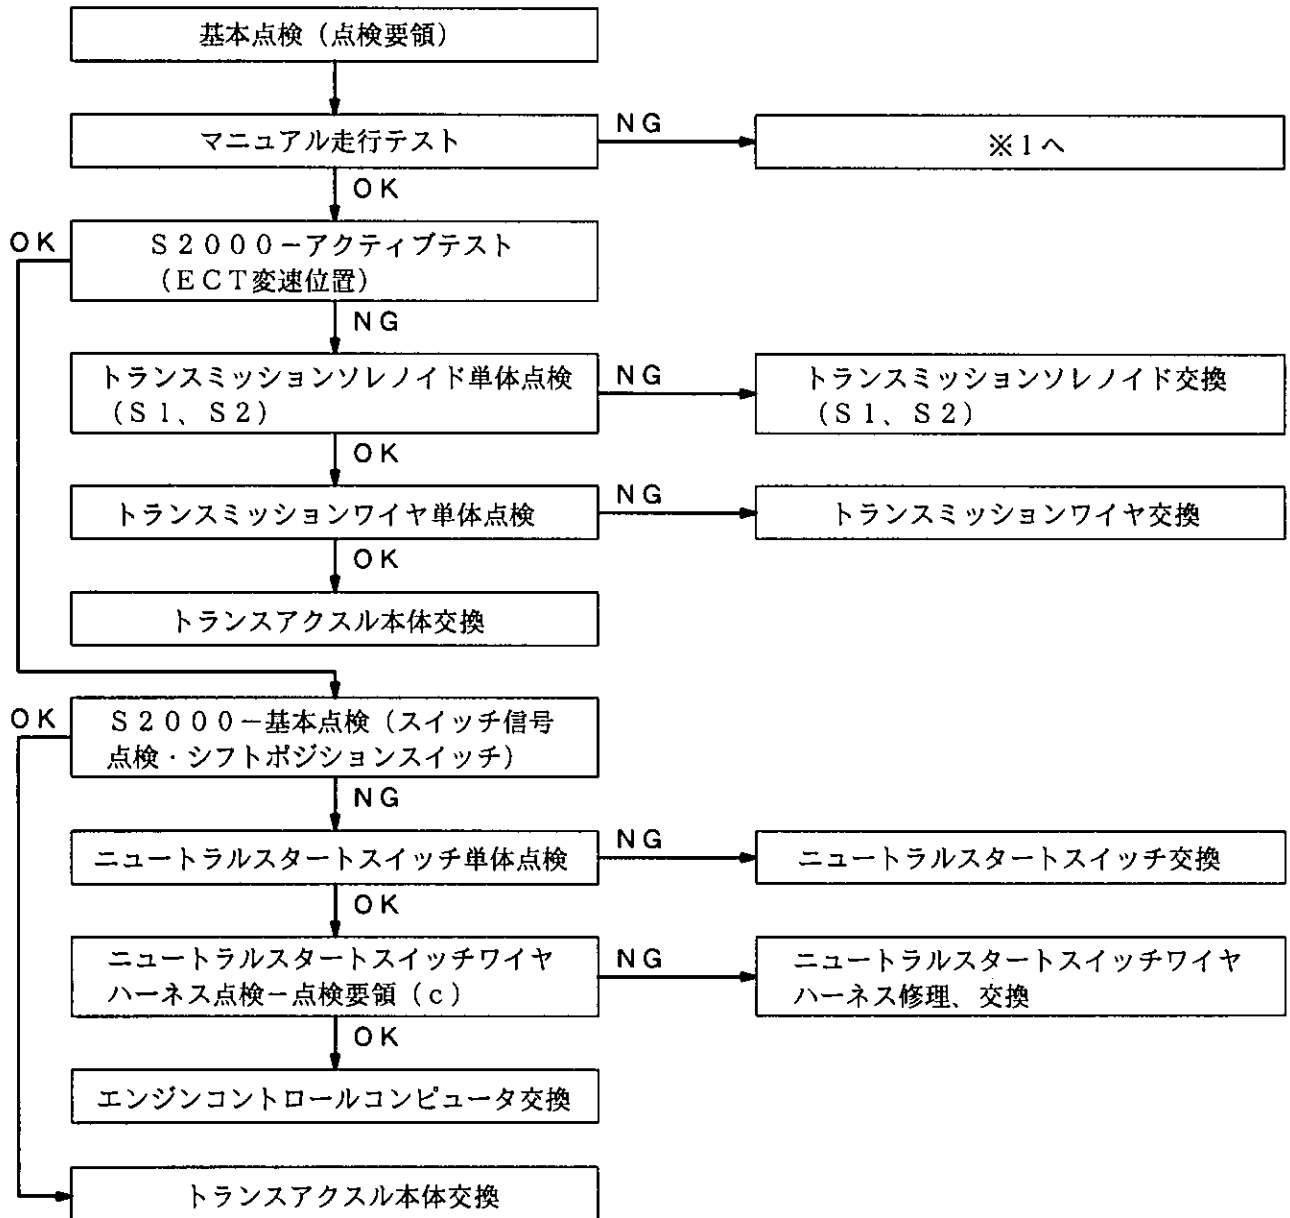 基本点検（点検要領）
マニュアル走行テスト
NG
※1へ
OK
OK
S2000－アクティブテスト
（ECT変速位置）
NG
トランスミッションソレノイド単体点検
（S1、S2）
NG
トランスミッションソレノイド交換
（S1、S2）
OK
トランスミッションワイヤ単体点検
NG
トランスミッションワイヤ交換
OK
トランスアクスル本体交換
OK
S2000－基本点検（スイッチ信号
点検・シフトポジションスイッチ）
NG
ニュートラルスタートスイッチ単体点検
NG
ニュートラルスタートスイッチ交換
OK
ニュートラルスタートスイッチワイヤ
ハーネス点検－点検要領（c）
NG
ニュートラルスタートスイッチワイヤ
ハーネス修理、交換
OK
エンジンコントロールコンピュータ交換
トランスアクスル本体交換